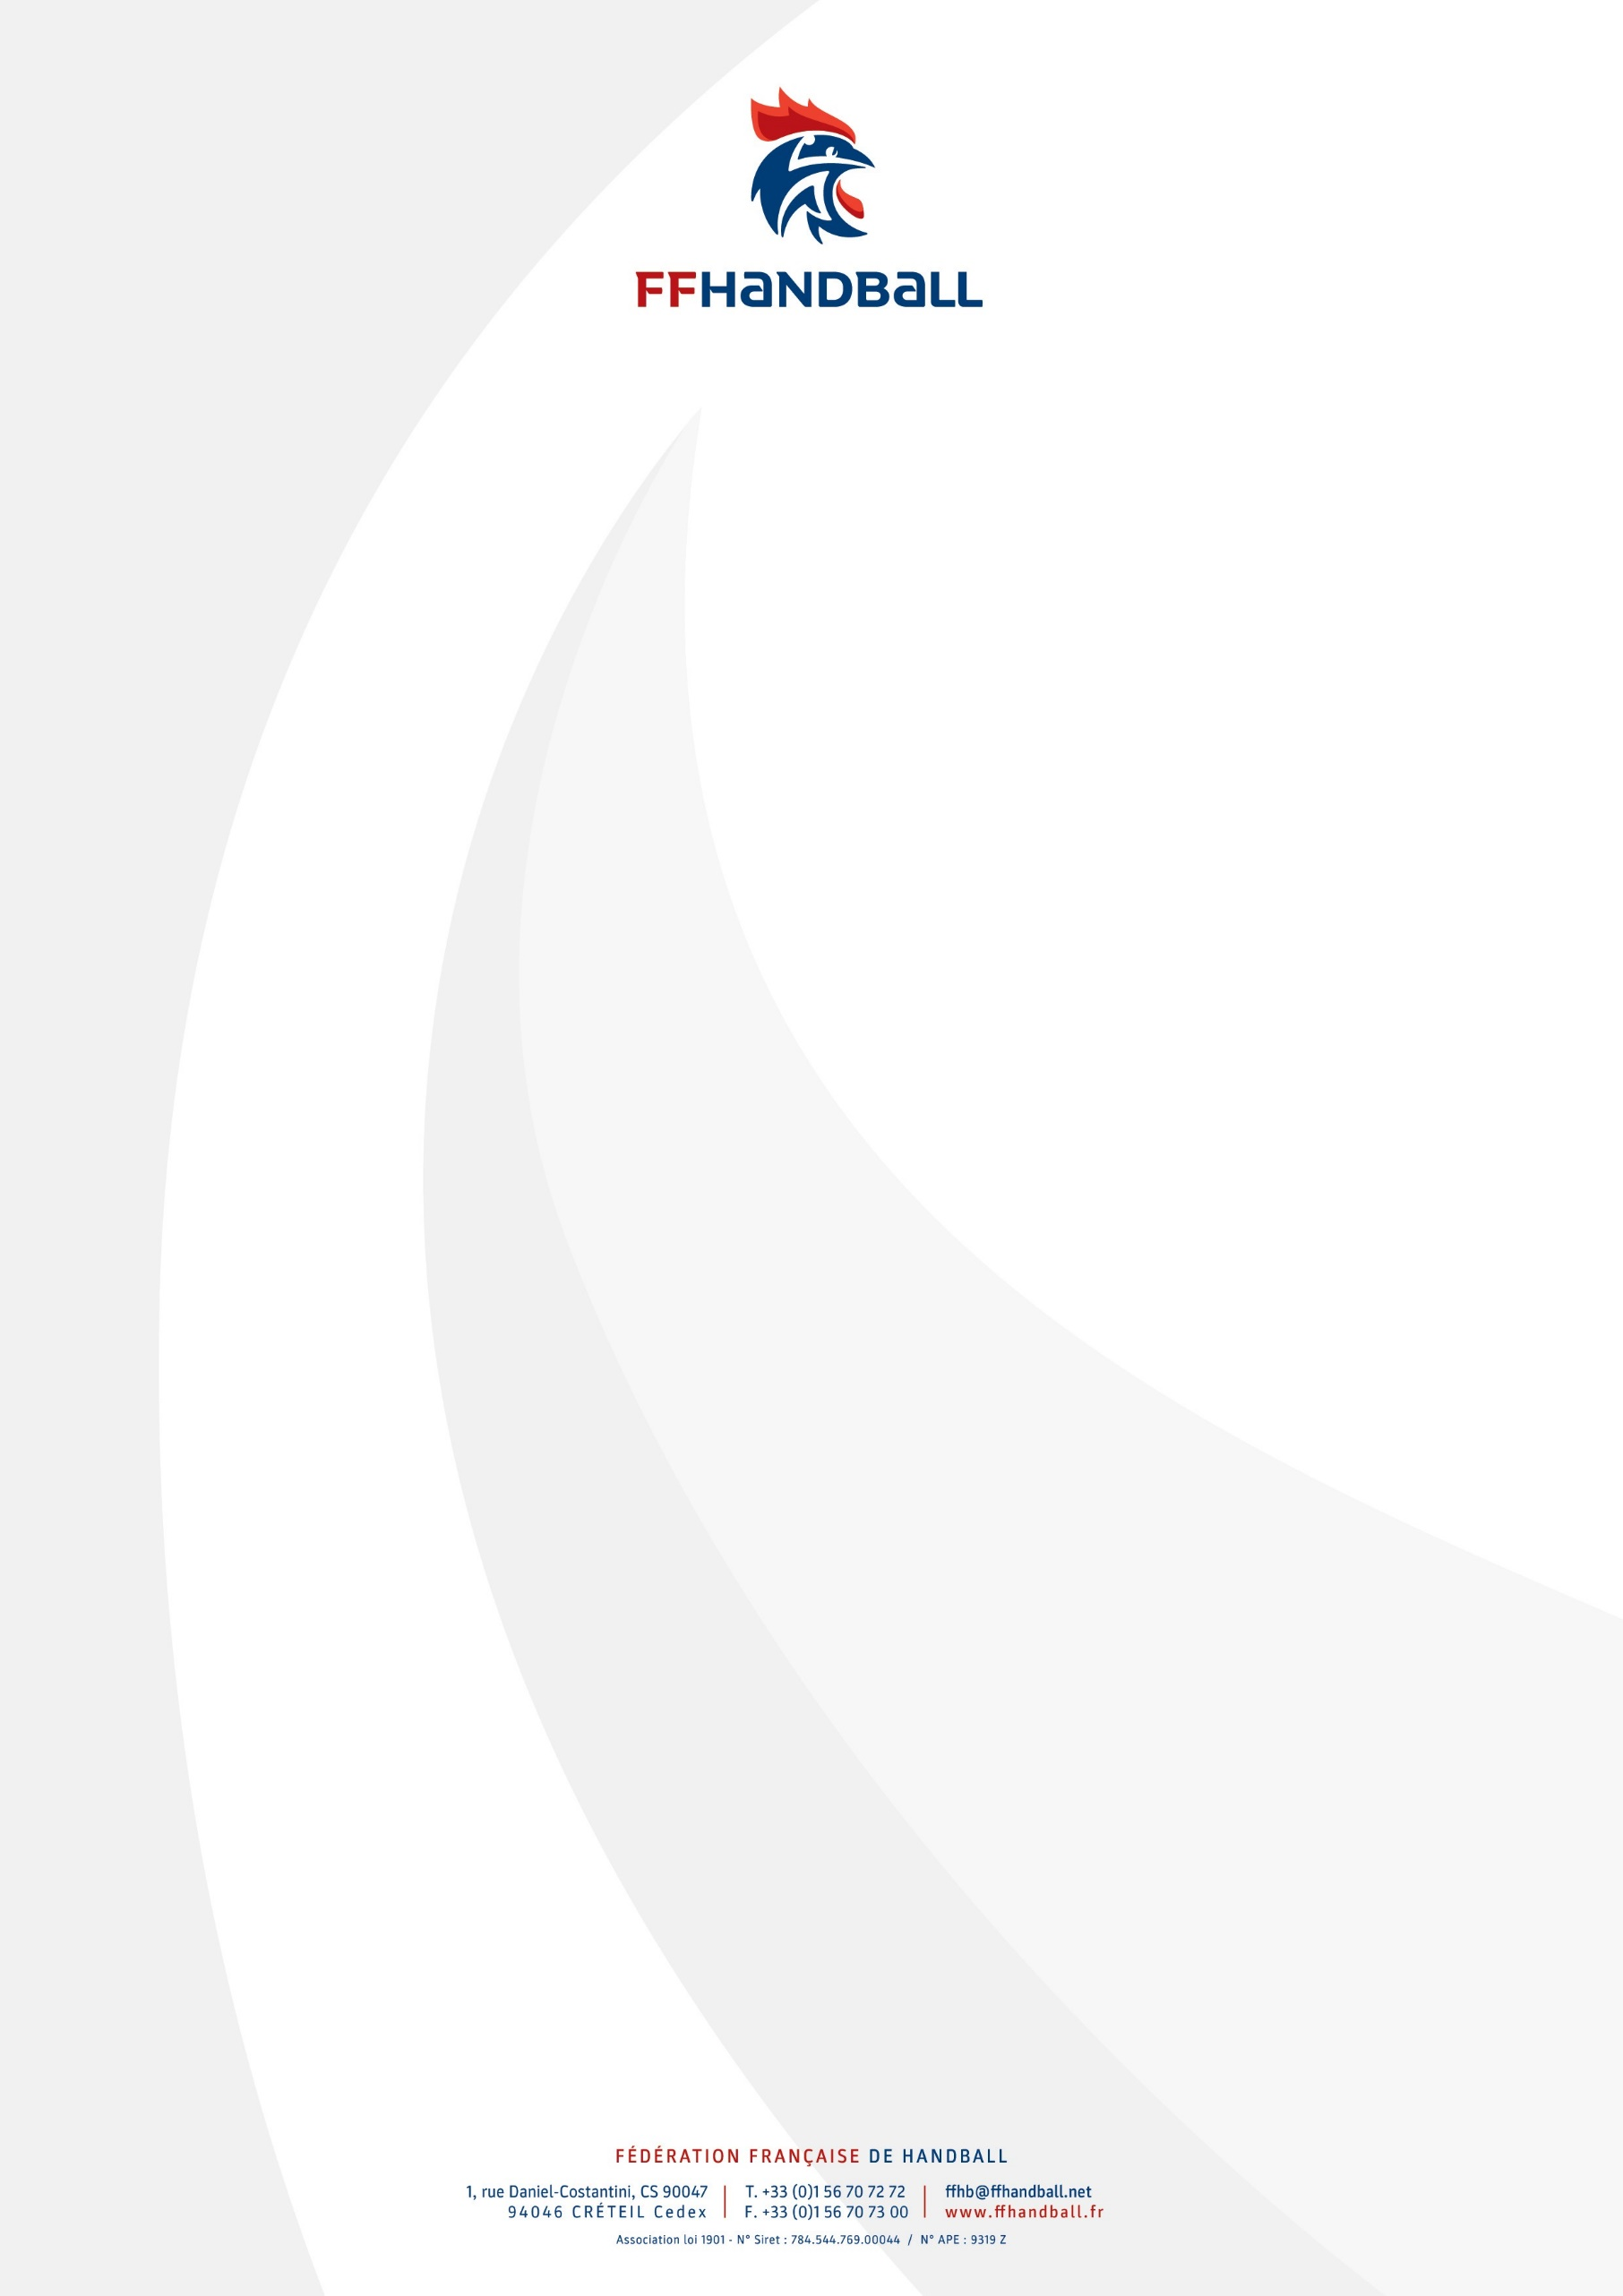 FFHANDBALL
FÉDÉRATION FRANÇAISE DE HANDBALL
1, rue Daniel-Costantini, CS 90047
94046 CRÉTEIL Cedex
T. +33 (0)1 56 70 72 72
F. +33 (0)1 56 70 73 00
ffhb@ffhandball.net
www.ffhandball.fr
Association loi 1901 - N° Siret : 784.544.769.00044 / N° APE : 9319 Z